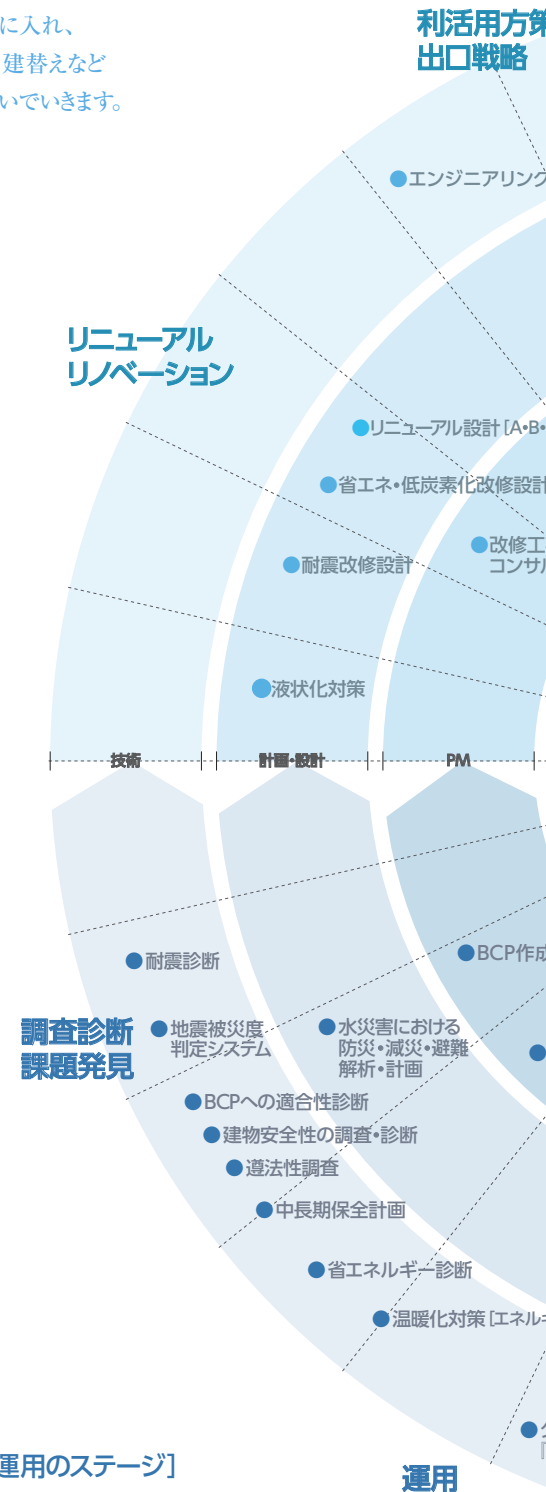 に入れ、
建替えなど
いでいきます。
利活用方策
出口戦略
エンジニアリング
リニューアル
リノベーション
リニューアル設計［A•B•
省エネ•低炭素化改修設計
改修工
コンサル
耐震改修設計
液状化対策
技術
計画•設計
PM
耐震診断
BCP作成
調査診断
課題発見
地震被災度
判定システム
水災害における
防災•減災•避難
解析•計画
BCPへの適合性診断
建物安全性の調査•診断
遵法性調査
中長期保全計画
省エネルギー診断
温暖化対策［エネルギ
運用のステージ］
運用